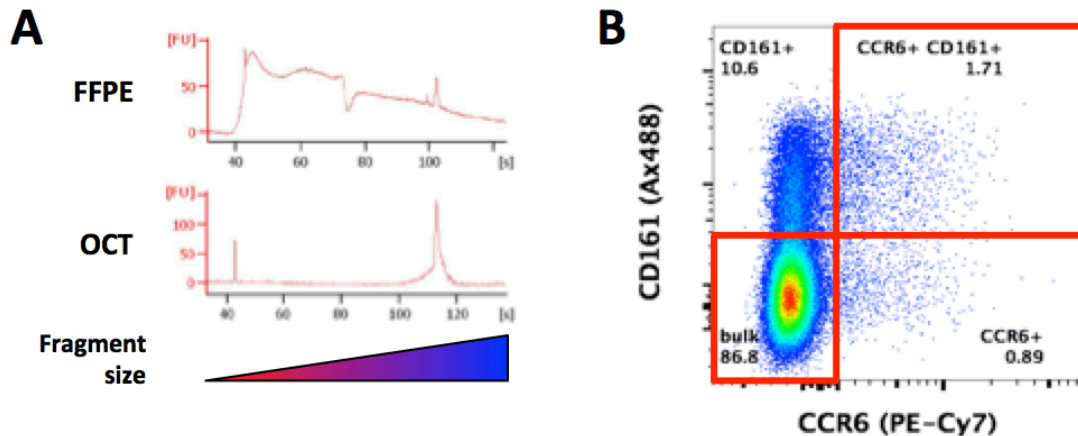 A
FFPE
[FU]
50
0
40
60
80
100
[s]
OCT
[FU]
100
50
0
40
60
80
100
120
[s]
Fragment
size
B
CD161 (Ax488)
CD161+
10.6
CCR6+ CD161+
1.71
bulk
86.8
CCR6+
0.89
CCR6 (PE-Cy7)